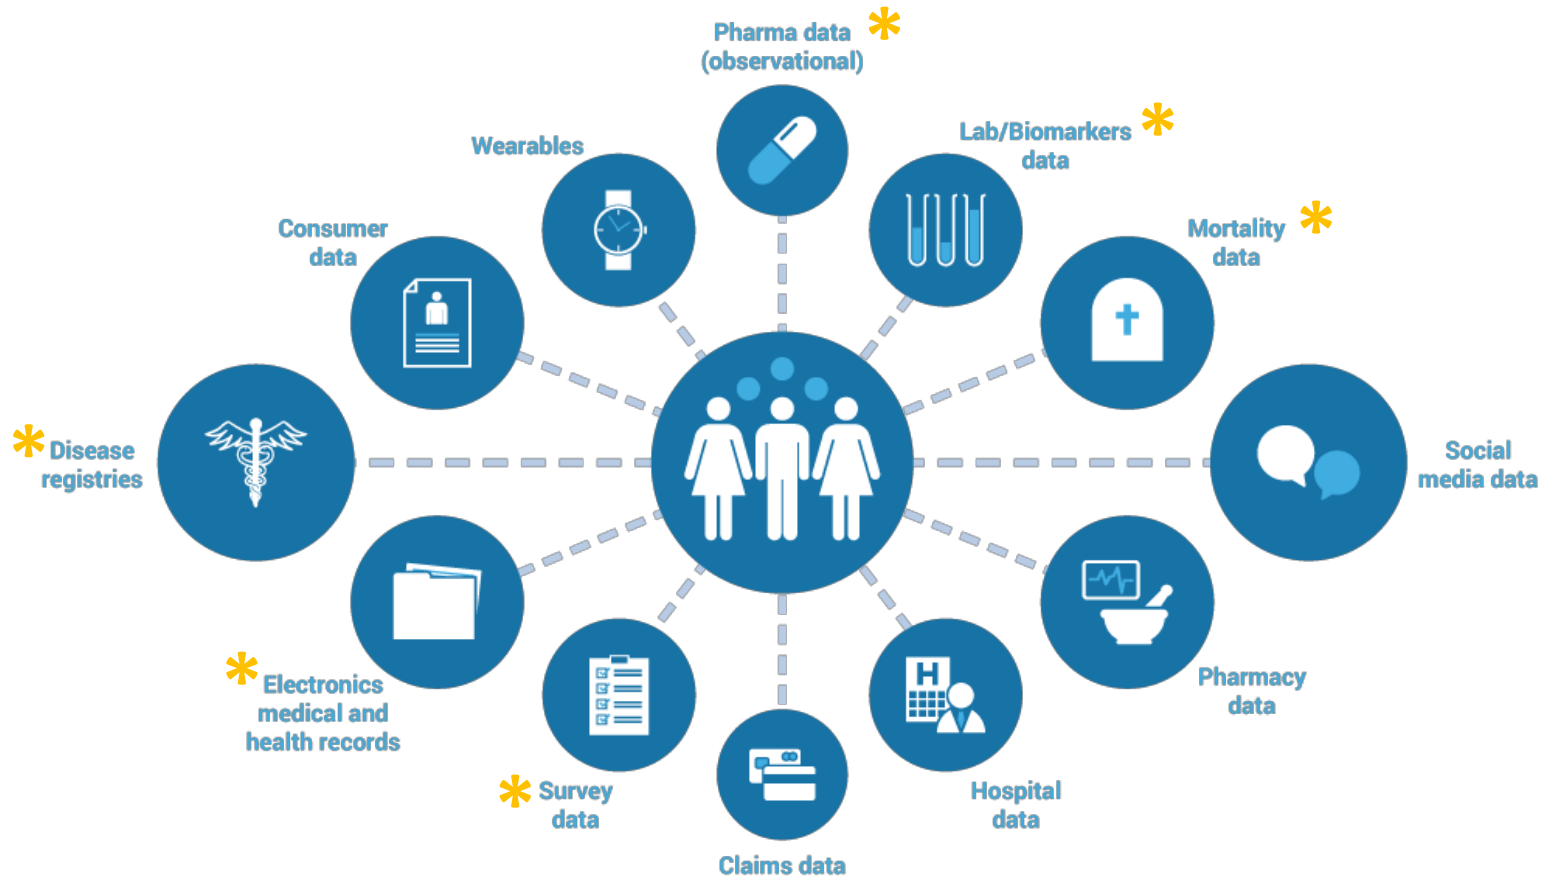 Pharma data *
(observational)
Lab/Biomarkers *
data
Mortality *
data
Social
media data
Pharmacy
data
Hospital
data
H
Claims data
* Survey
data
* Electronics
medical and
health records
* Disease
registries
Consumer
data
Wearables